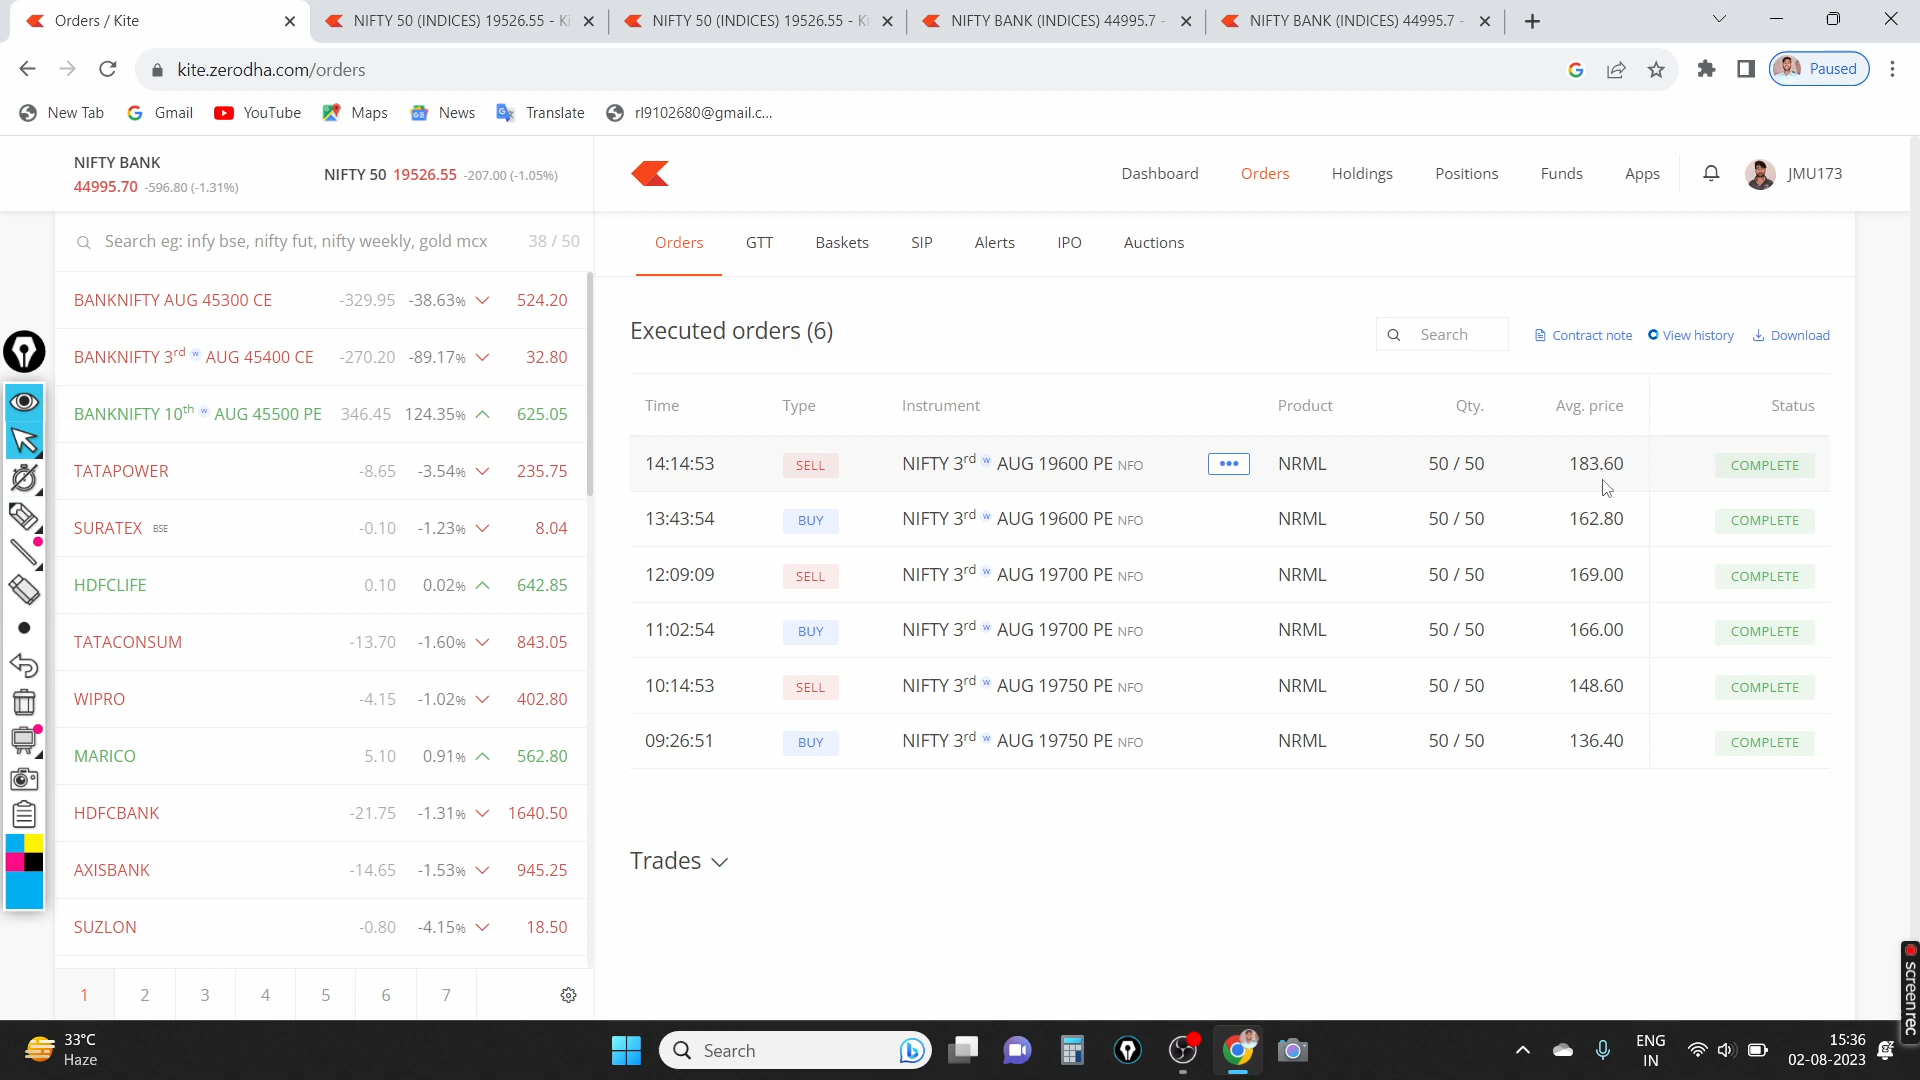 Orders / Kite
NIFTY 50 (INDICES) 19526.55 - Ki
NIFTY 50 (INDICES) 19526.55 - Ki
NIFTY BANK (INDICES) 44995.7 -
NIFTY BANK (INDICES) 44995.7 -
kite.zerodha.com/orders
Paused
New Tab Gmail YouTube Maps News Translate rl9102680@gmail.c...
NIFTY BANK
44995.70 -596.80 (-1.31%)
NIFTY 50 19526.55 -207.00 (-1.05%)
Dashboard Orders Holdings Positions Funds Apps JMU173
Search eg: infy bse, nifty fut, nifty weekly, gold mcx 38 / 50
BANKNIFTY AUG 45300 CE -329.95 -38.63% 524.20
BANKNIFTY 3rd w AUG 45400 CE -270.20 -89.17% 32.80
BANKNIFTY 10th w AUG 45500 PE 346.45 124.35% 625.05
TATAPOWER -8.65 -3.54% 235.75
SURATEX BSE -0.10 -1.23% 8.04
HDFCLIFE 0.10 0.02% 642.85
TATACONSUM -13.70 -1.60% 843.05
WIPRO -4.15 -1.02% 402.80
MARICO 5.10 0.91% 562.80
HDFCBANK -21.75 -1.31% 1640.50
AXISBANK -14.65 -1.53% 945.25
SUZLON -0.80 -4.15% 18.50
1 2 3 4 5 6 7
Orders GTT Baskets SIP Alerts IPO Auctions
Executed orders (6)
Search Contract note View history Download
Time Type Instrument Product Qty. Avg. price Status
14:14:53 SELL NIFTY 3rd w AUG 19600 PE NFO NRML 50 / 50 183.60 COMPLETE
13:43:54 BUY NIFTY 3rd w AUG 19600 PE NFO NRML 50 / 50 162.80 COMPLETE
12:09:09 SELL NIFTY 3rd w AUG 19700 PE NFO NRML 50 / 50 169.00 COMPLETE
11:02:54 BUY NIFTY 3rd w AUG 19700 PE NFO NRML 50 / 50 166.00 COMPLETE
10:14:53 SELL NIFTY 3rd w AUG 19750 PE NFO NRML 50 / 50 148.60 COMPLETE
09:26:51 BUY NIFTY 3rd w AUG 19750 PE NFO NRML 50 / 50 136.40 COMPLETE
Trades
screenrec
33°C
Haze
Search
ENG
IN
15:36
02-08-2023